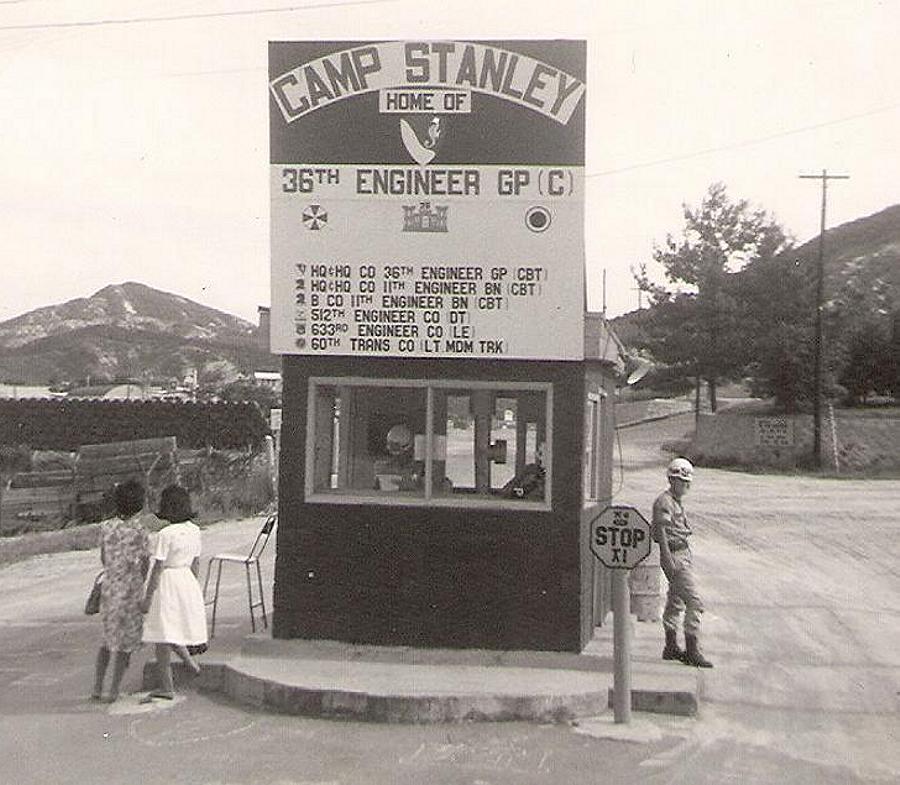 CAMP STANLEY
HOME OF
36TH ENGINEER GP (C)
36
HQ & HQ CO 36TH ENGINEER GP (CBT)
HQ & HQ CO 11TH ENGINEER BN (CBT)
B CO 11TH ENGINEER BN (CBT)
512TH ENGINEER CO (DT)
633RD ENGINEER CO (LE)
60TH TRANS CO (LT MDM TRK)
STOP
지